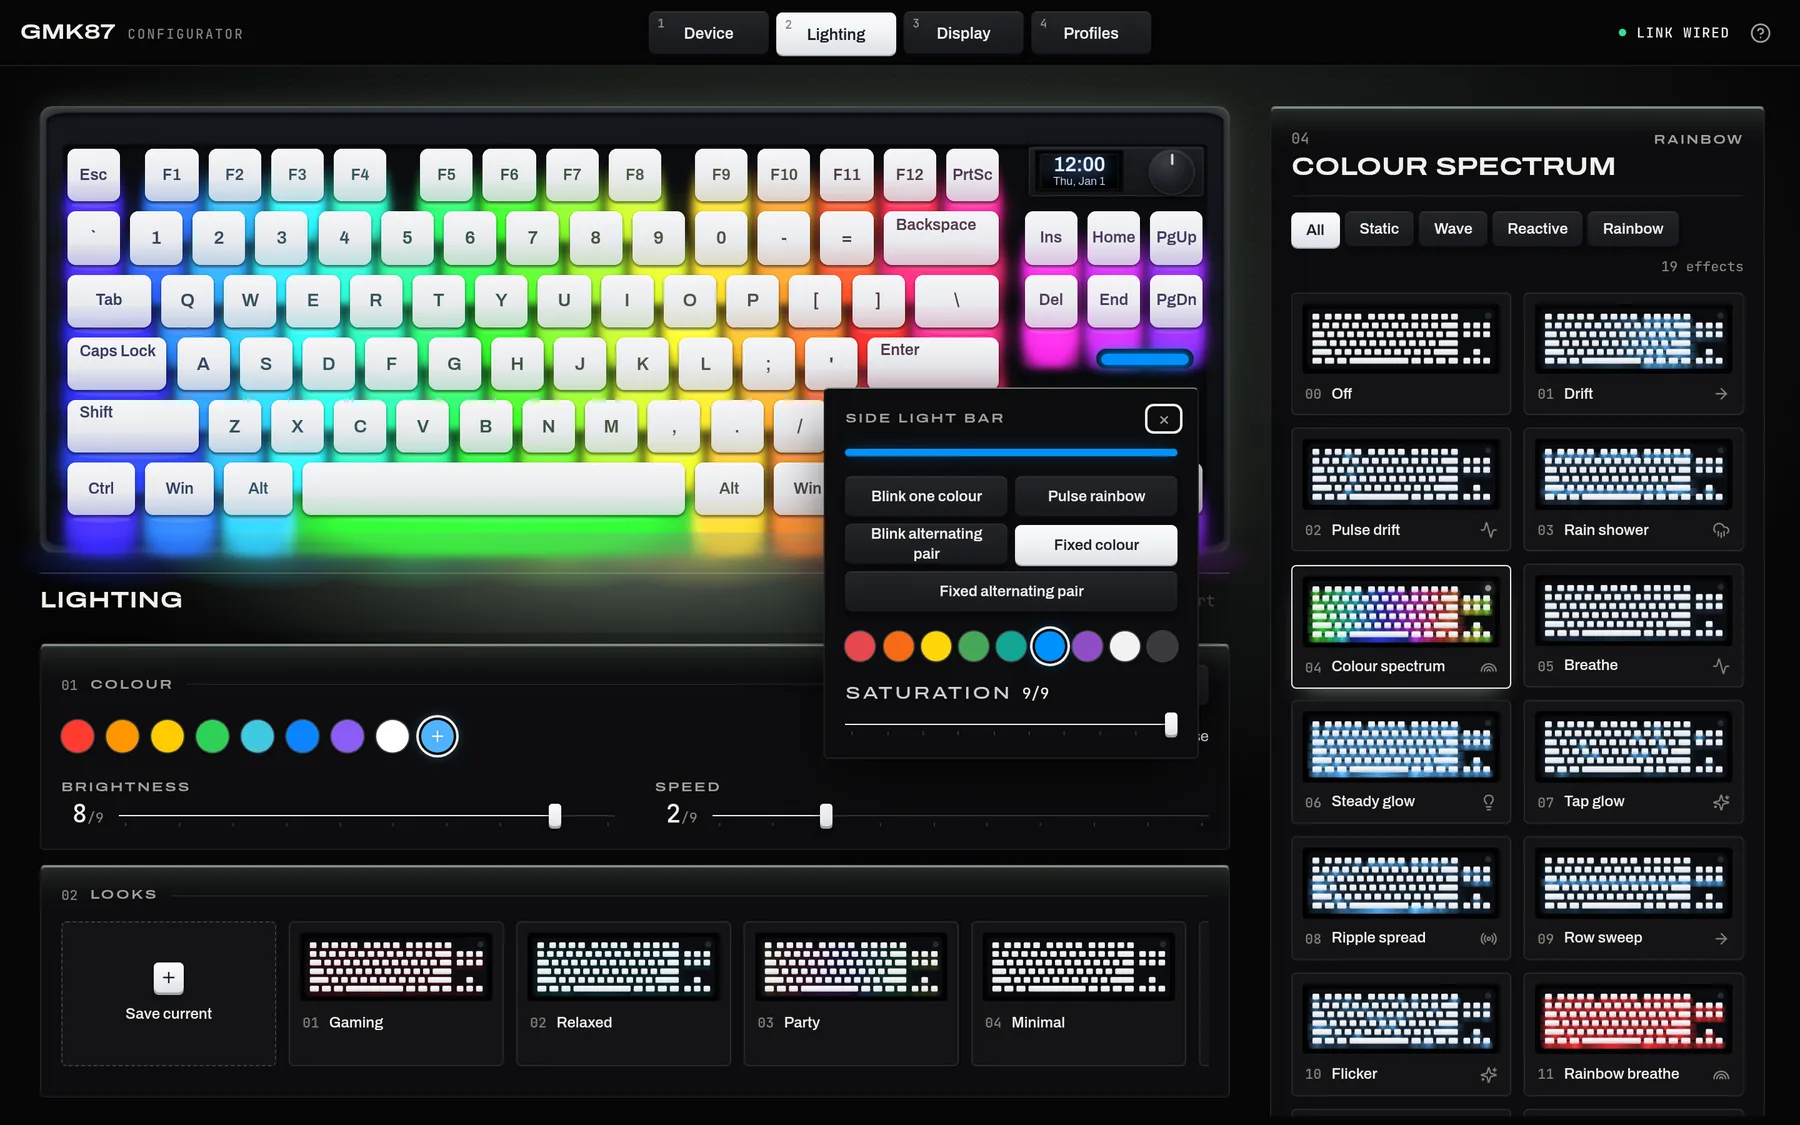 GMK87 CONFIGURATOR
1 Device
2 Lighting
3 Display
4 Profiles
LINK WIRED
?
Esc F1 F2 F3 F4 F5 F6 F7 F8 F9 F10 F11 F12 PrtSc
12:00
Thu, Jan 1
` 1 2 3 4 5 6 7 8 9 0 - = Backspace Ins Home PgUp
Tab Q W E R T Y U I O P [ ] \ Del End PgDn
Caps Lock A S D F G H J K L ; ' Enter
Shift Z X C V B N M , . /
Ctrl Win Alt Alt Win
SIDE LIGHT BAR
×
Blink one colour
Pulse rainbow
Blink alternating
pair
Fixed colour
Fixed alternating pair
SATURATION 9/9
LIGHTING
01 COLOUR
+
BRIGHTNESS
8/9
SPEED
2/9
02 LOOKS
+
Save current
01 Gaming
02 Relaxed
03 Party
04 Minimal
04
RAINBOW
COLOUR SPECTRUM
All
Static
Wave
Reactive
Rainbow
19 effects
00 Off
01 Drift
02 Pulse drift
03 Rain shower
04 Colour spectrum
05 Breathe
06 Steady glow
07 Tap glow
08 Ripple spread
09 Row sweep
10 Flicker
11 Rainbow breathe